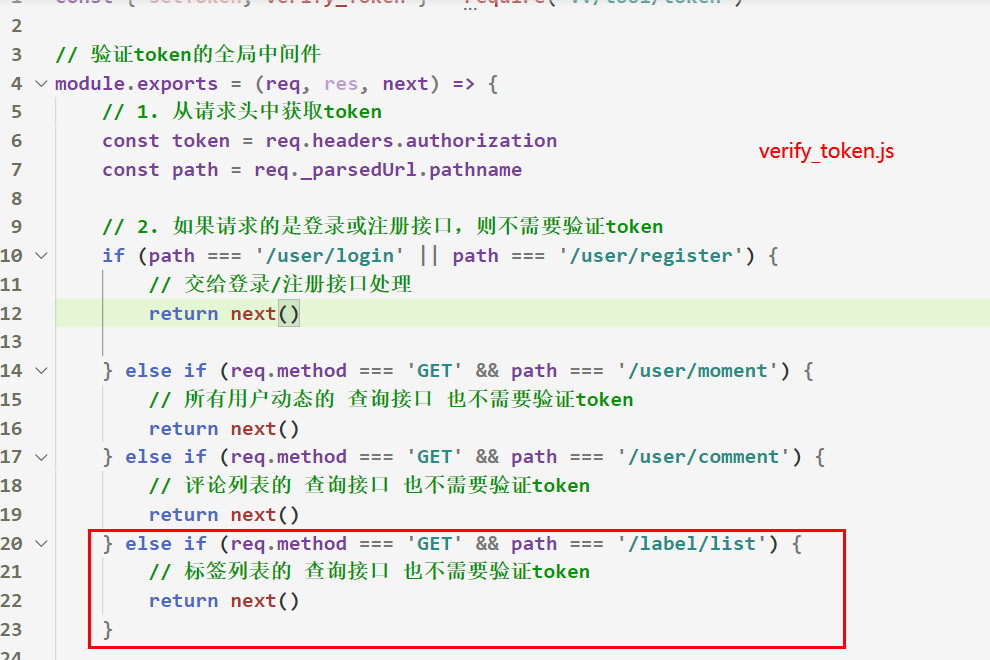 const { setToken, verify_Token } = require('../tool/token')
2
3 // 验证token的全局中间件
4 module.exports = (req, res, next) => {
5 // 1. 从请求头中获取token
6 const token = req.headers.authorization
7 const path = req._parsedUrl.pathname
verify_token.js
8
9 // 2. 如果请求的是登录或注册接口，则不需要验证token
10 if (path === '/user/login' || path === '/user/register') {
11 // 交给登录/注册接口处理
12 return next()
13
14 } else if (req.method === 'GET' && path === '/user/moment') {
15 // 所有用户动态的 查询接口 也不需要验证token
16 return next()
17 } else if (req.method === 'GET' && path === '/user/comment') {
18 // 评论列表的 查询接口 也不需要验证token
19 return next()
20 } else if (req.method === 'GET' && path === '/label/list') {
21 // 标签列表的 查询接口 也不需要验证token
22 return next()
23 }
24